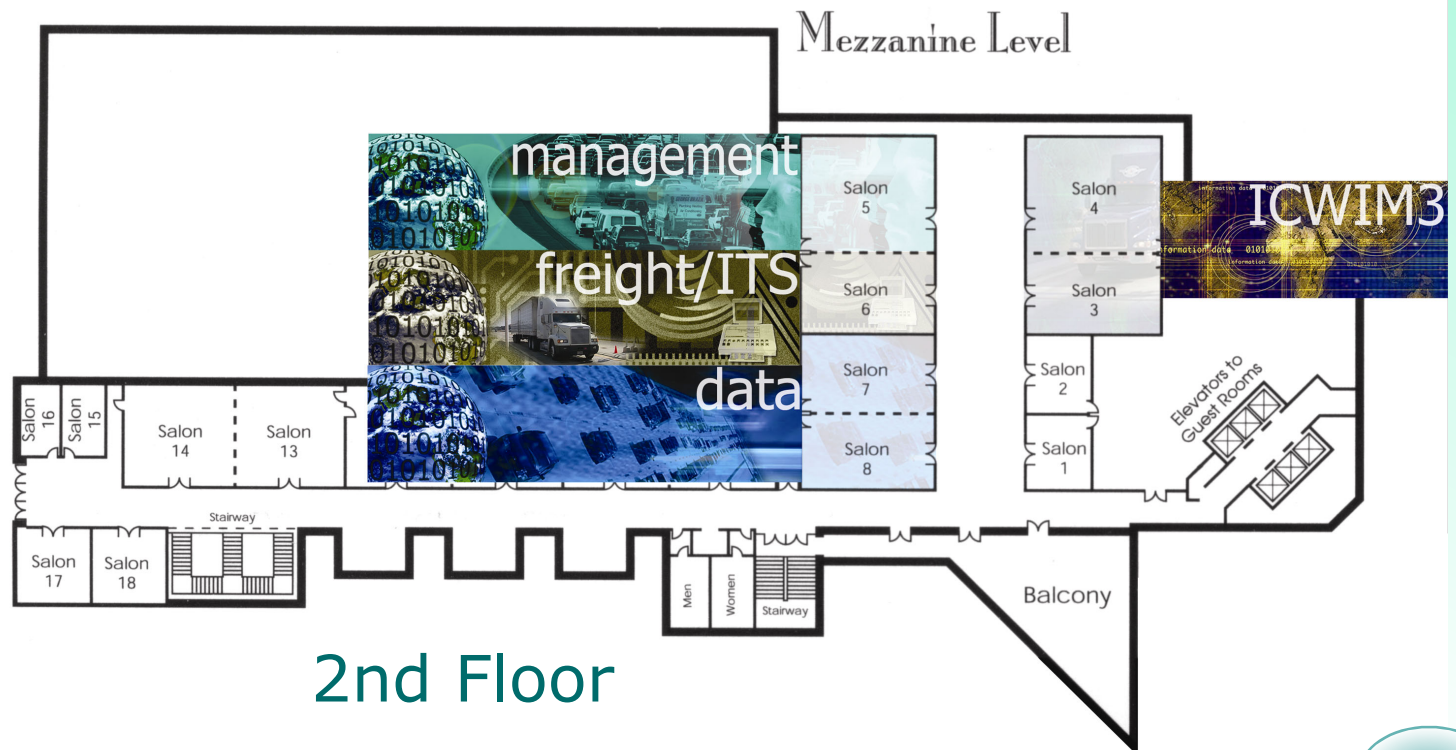 Mezzanine Level
management
freight/ITS
data
ICWIM3
information data
Salon
5
Salon
4
Salon
6
Salon
3
Salon
7
Salon
2
Salon
8
Salon
1
Elevators to
Guest Rooms
Salon
16
Salon
15
Salon
14
Salon
13
Stairway
Salon
17
Salon
18
Men
Women
Stairway
Balcony
2nd Floor